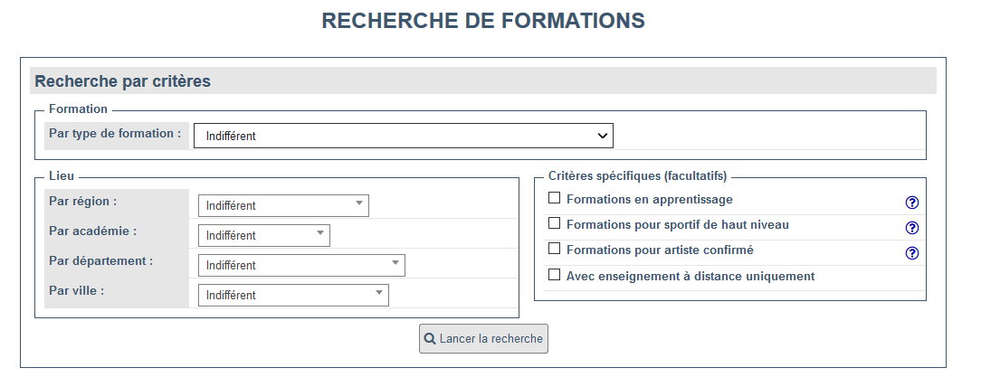 RECHERCHE DE FORMATIONS
Recherche par critères
Formation
Par type de formation : Indifférent
Lieu
Par région : Indifférent
Par académie : Indifférent
Par département : Indifférent
Par ville : Indifférent
Critères spécifiques (facultatifs)
Formations en apprentissage ?
Formations pour sportif de haut niveau ?
Formations pour artiste confirmé ?
Avec enseignement à distance uniquement
Lancer la recherche